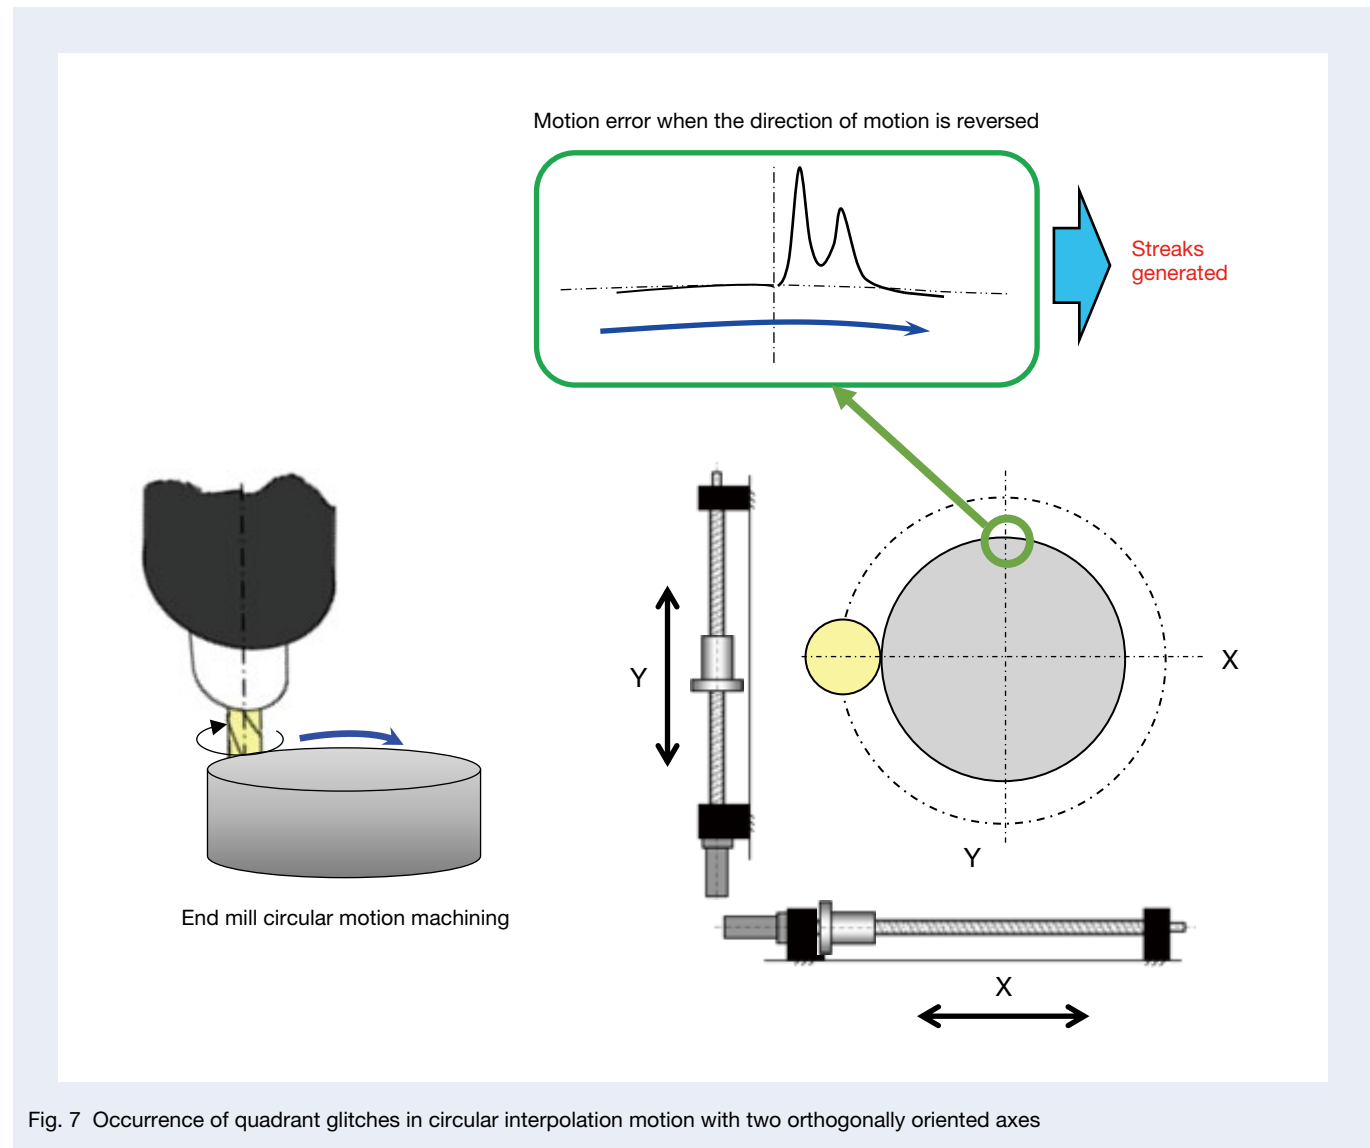 Motion error when the direction of motion is reversed
Streaks
generated
Y
X
Y
End mill circular motion machining
X
Fig. 7 Occurrence of quadrant glitches in circular interpolation motion with two orthogonally oriented axes